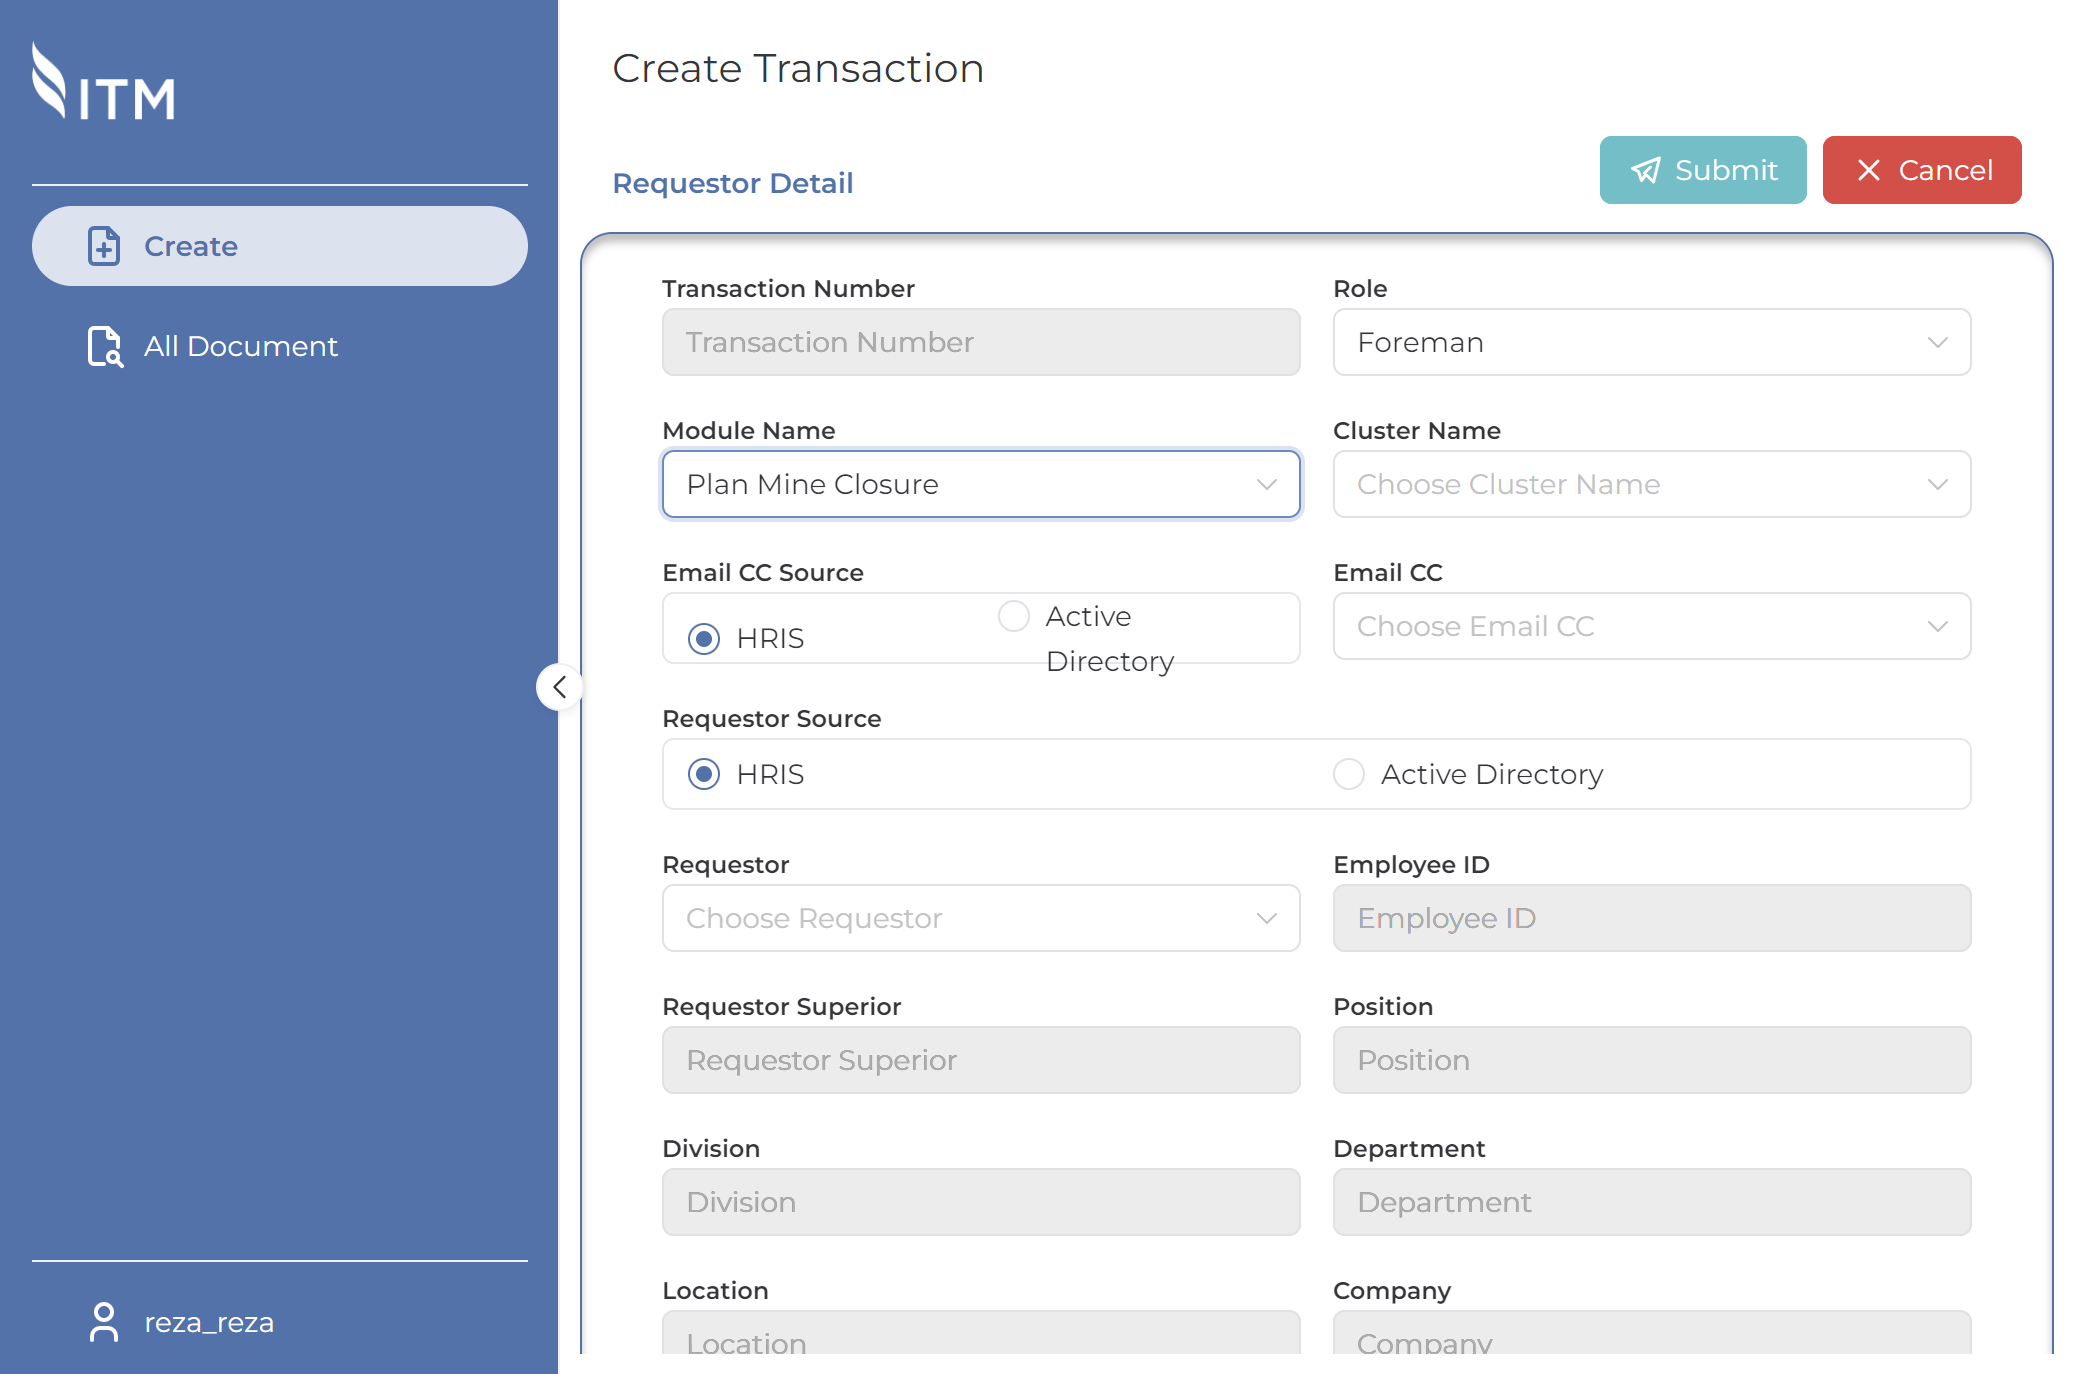 ITM
Create
All Document
reza_reza
Create Transaction
Requestor Detail
Submit
Cancel
Transaction Number
Transaction Number
Role
Foreman
Module Name
Plan Mine Closure
Cluster Name
Choose Cluster Name
Email CC Source
HRIS
Active
Directory
Email CC
Choose Email CC
Requestor Source
HRIS
Active Directory
Requestor
Choose Requestor
Employee ID
Employee ID
Requestor Superior
Requestor Superior
Position
Position
Division
Division
Department
Department
Location
Location
Company
Company